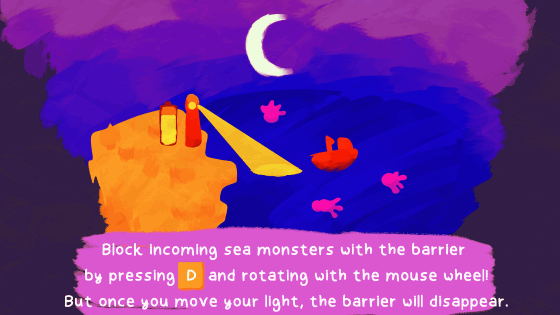 Block incoming sea monsters with the barrier
by pressing D and rotating with the mouse wheel!
But once you move your light, the barrier will disappear.